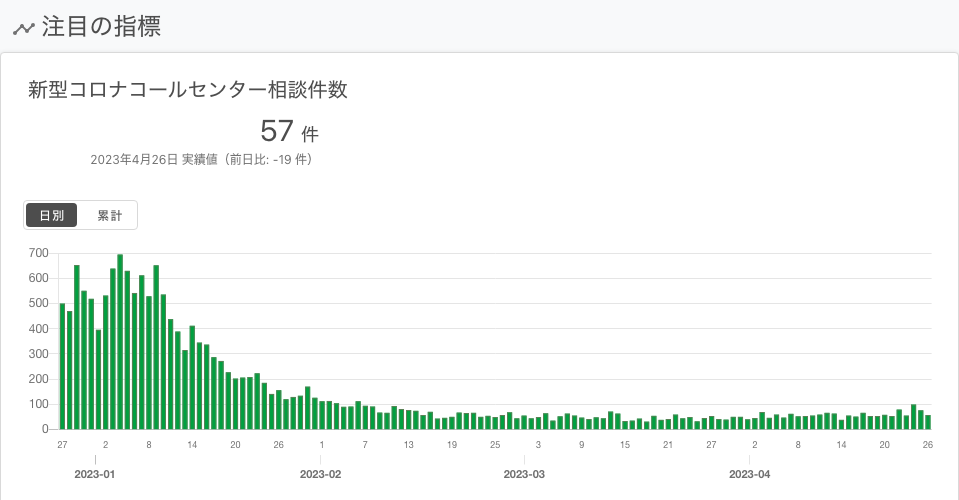 注目の指標
新型コロナコールセンター相談件数
57 件
2023年4月26日 実績値（前日比: -19 件）
日別 累計
700
600
500
400
300
200
100
0
27 2 8 14 20 26 1 7 13 19 25 3 9 15 21 27 2 8 14 20 26
2023-01 2023-02 2023-03 2023-04